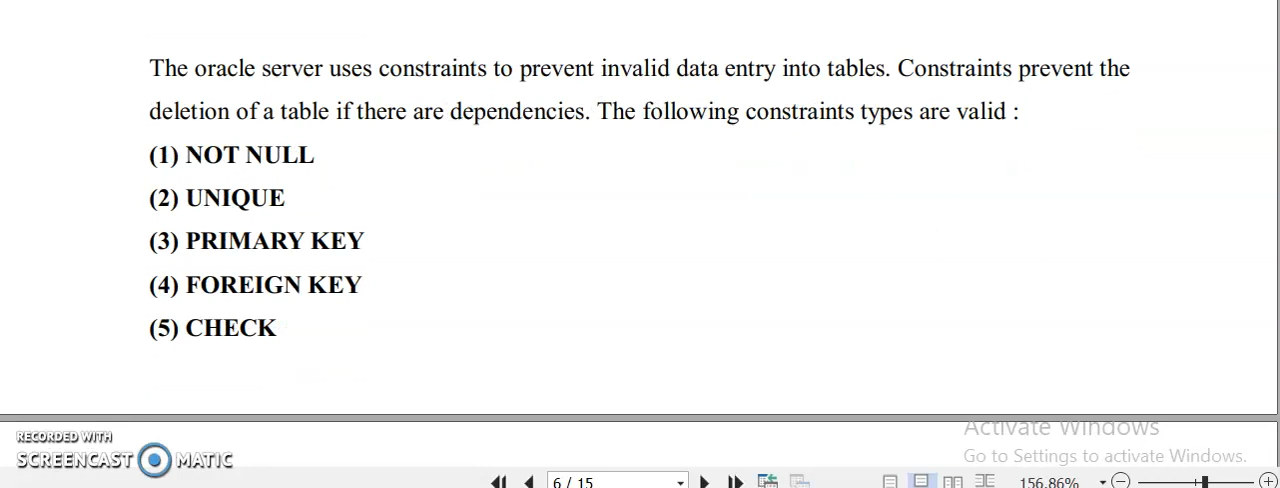 The oracle server uses constraints to prevent invalid data entry into tables. Constraints prevent the
deletion of a table if there are dependencies. The following constraints types are valid :
(1) NOT NULL
(2) UNIQUE
(3) PRIMARY KEY
(4) FOREIGN KEY
(5) CHECK
RECORDED WITH
SCREENCAST MATIC
Activate Windows
Go to Settings to activate Windows.
6 / 15
156.86%